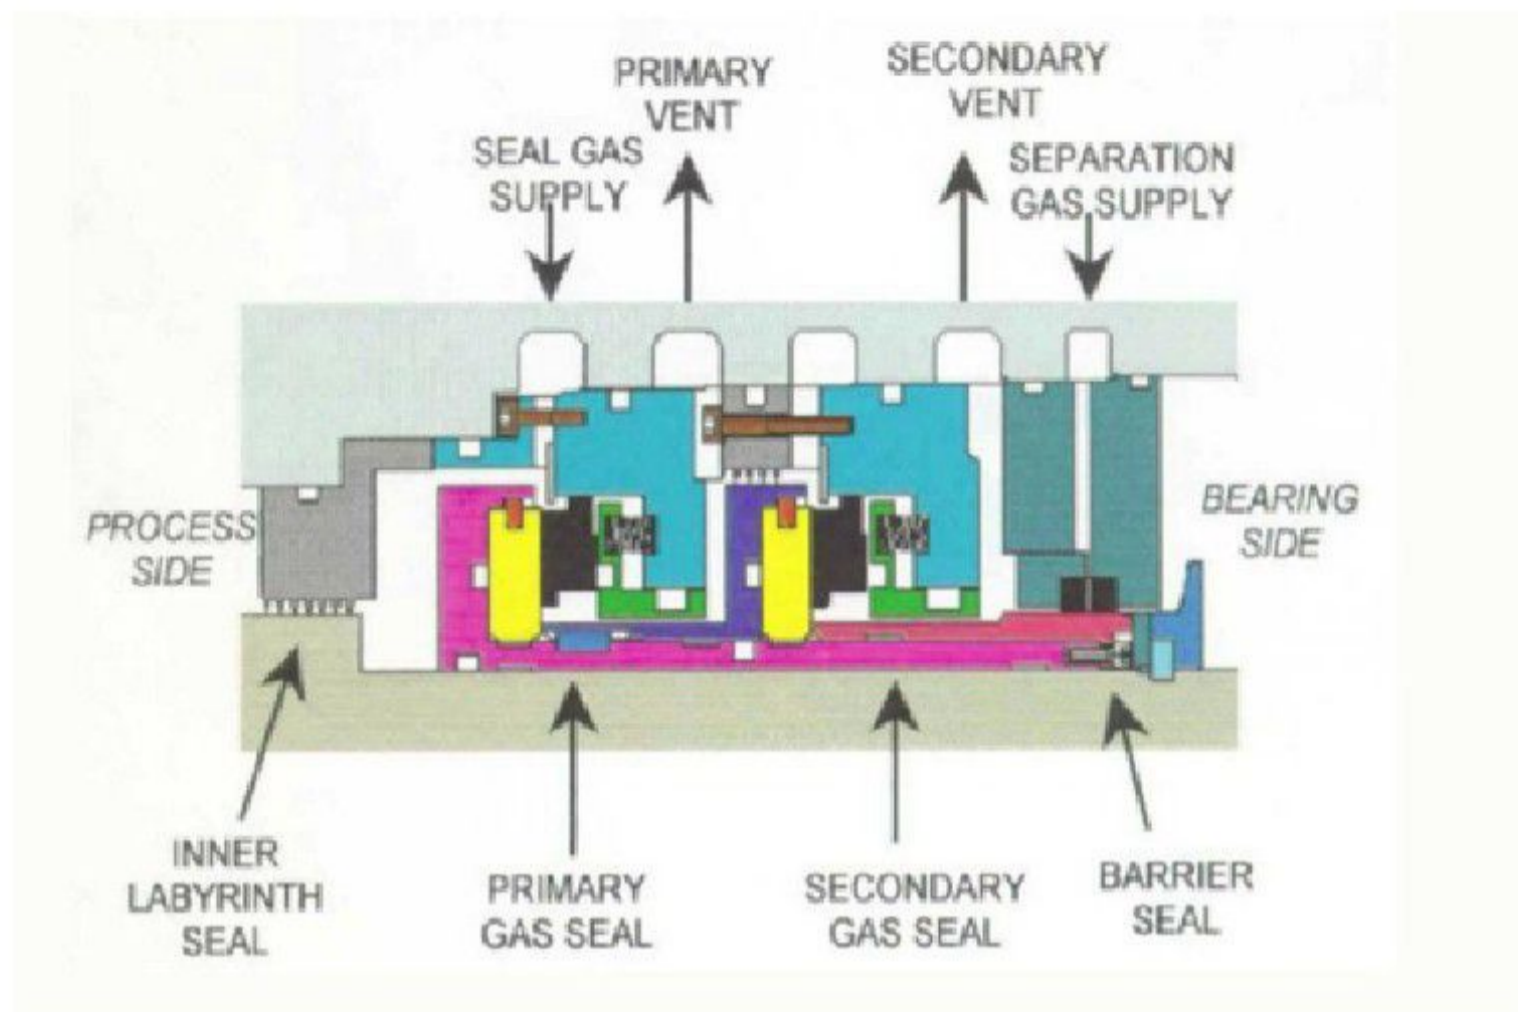 PRIMARY
VENT
SECONDARY
VENT
SEAL GAS
SUPPLY
SEPARATION
GAS SUPPLY
PROCESS
SIDE
BEARING
SIDE
INNER
LABYRINTH
SEAL
PRIMARY
GAS SEAL
SECONDARY
GAS SEAL
BARRIER
SEAL